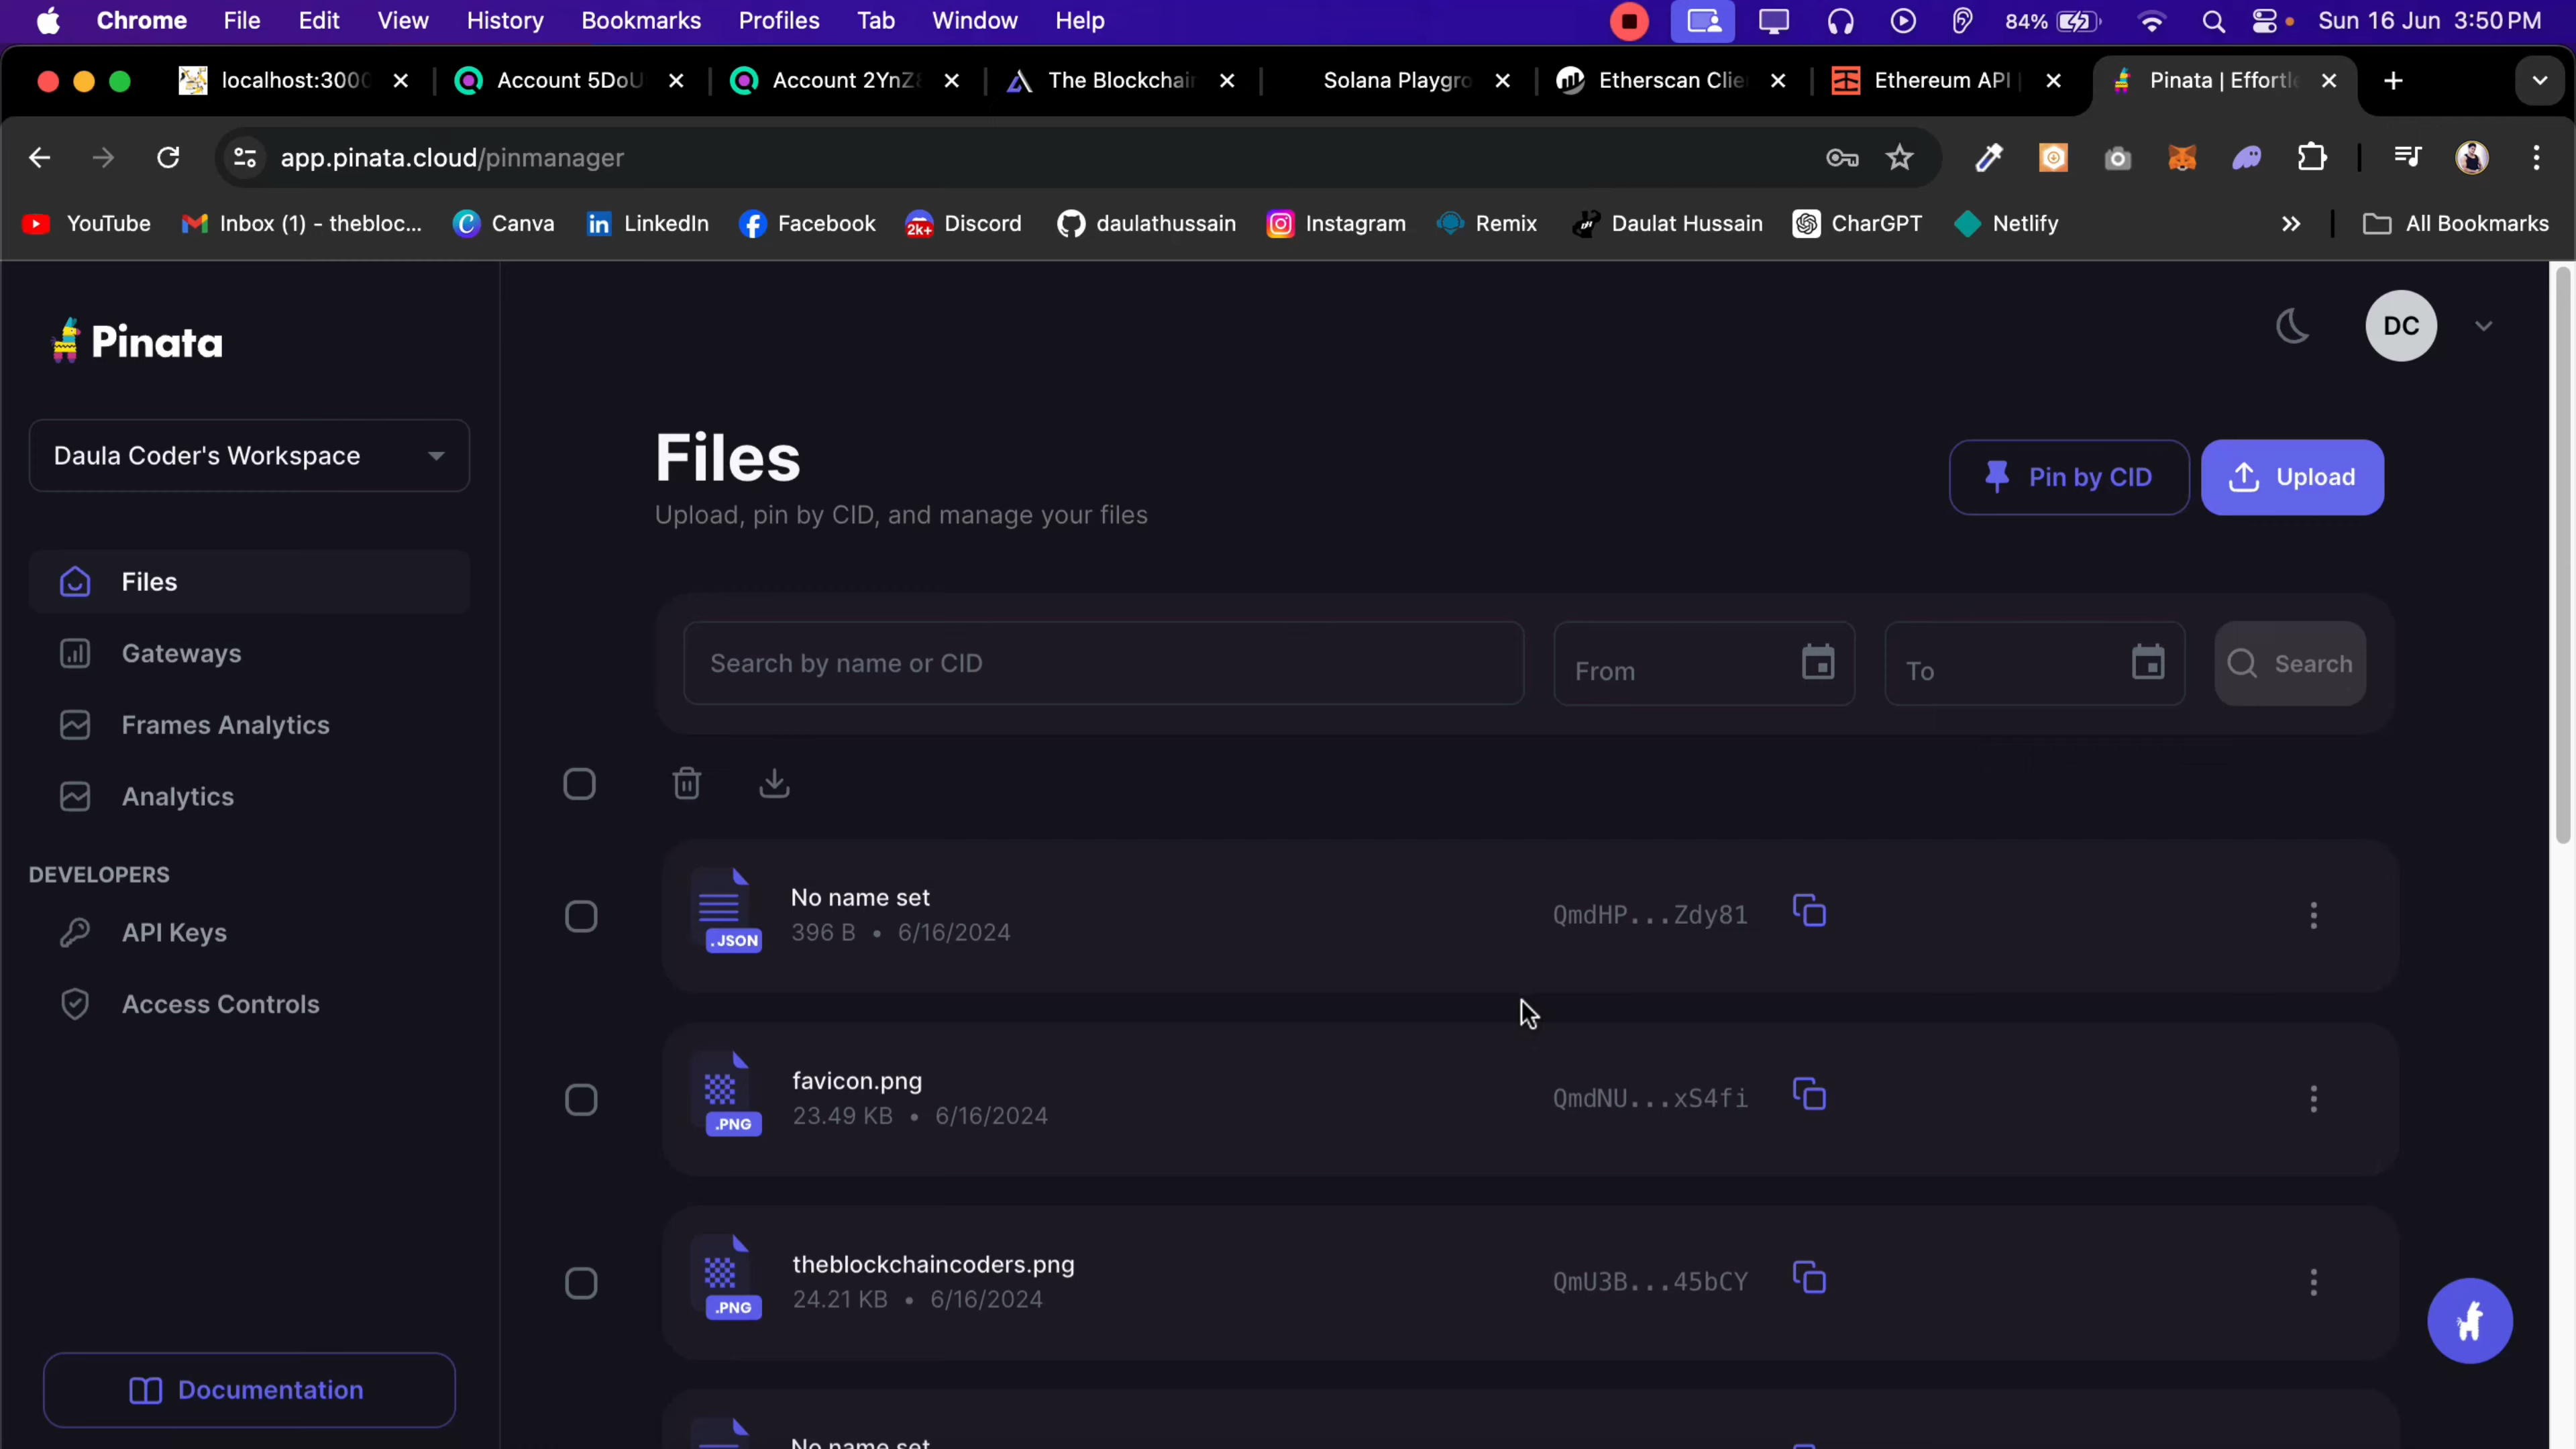 Chrome File Edit View History Bookmarks Profiles Tab Window Help 84% Sun 16 Jun 3:50 PM
localhost:3000 Account 5DoU Account 2YnZ8 The Blockchain Solana Playgro Etherscan Clie Ethereum API | Pinata | Effortle
app.pinata.cloud/pinmanager
YouTube Inbox (1) - thebloc... Canva LinkedIn Facebook 2k+ Discord daulathussain Instagram Remix Daulat Hussain CharGPT Netlify All Bookmarks
Pinata
DC
Daula Coder's Workspace
Files
Gateways
Frames Analytics
Analytics
DEVELOPERS
API Keys
Access Controls
Documentation
Files
Upload, pin by CID, and manage your files
Pin by CID
Upload
Search by name or CID
From
To
Search
.JSON
No name set
396 B • 6/16/2024
QmdHP...Zdy81
.PNG
favicon.png
23.49 KB • 6/16/2024
QmdNU...xS4fi
.PNG
theblockchaincoders.png
24.21 KB • 6/16/2024
QmU3B...45bCY
No name set